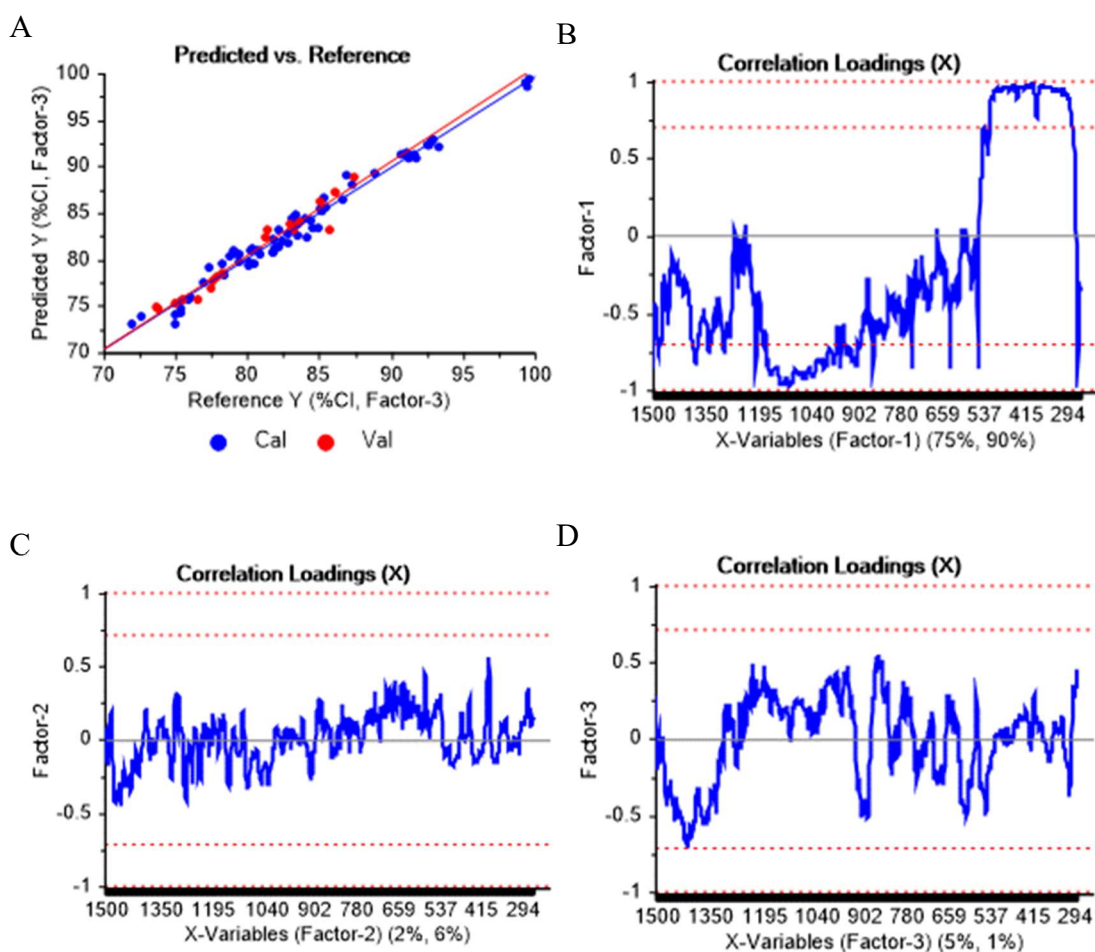 A
Predicted vs. Reference
Predicted Y (%CI, Factor-3)
100
95
90
85
80
75
70
70 75 80 85 90 95 100
Reference Y (%CI, Factor-3)
Cal Val
B
Correlation Loadings (X)
Factor-1
1
0.5
0
-0.5
-1
1500 1350 1195 1040 902 780 659 537 415 294
X-Variables (Factor-1) (75%, 90%)
C
Correlation Loadings (X)
Factor-2
1
0.5
0
-0.5
-1
1500 1350 1195 1040 902 780 659 537 415 294
X-Variables (Factor-2) (2%, 6%)
D
Correlation Loadings (X)
Factor-3
1
0.5
0
-0.5
-1
1500 1350 1195 1040 902 780 659 537 415 294
X-Variables (Factor-3) (5%, 1%)